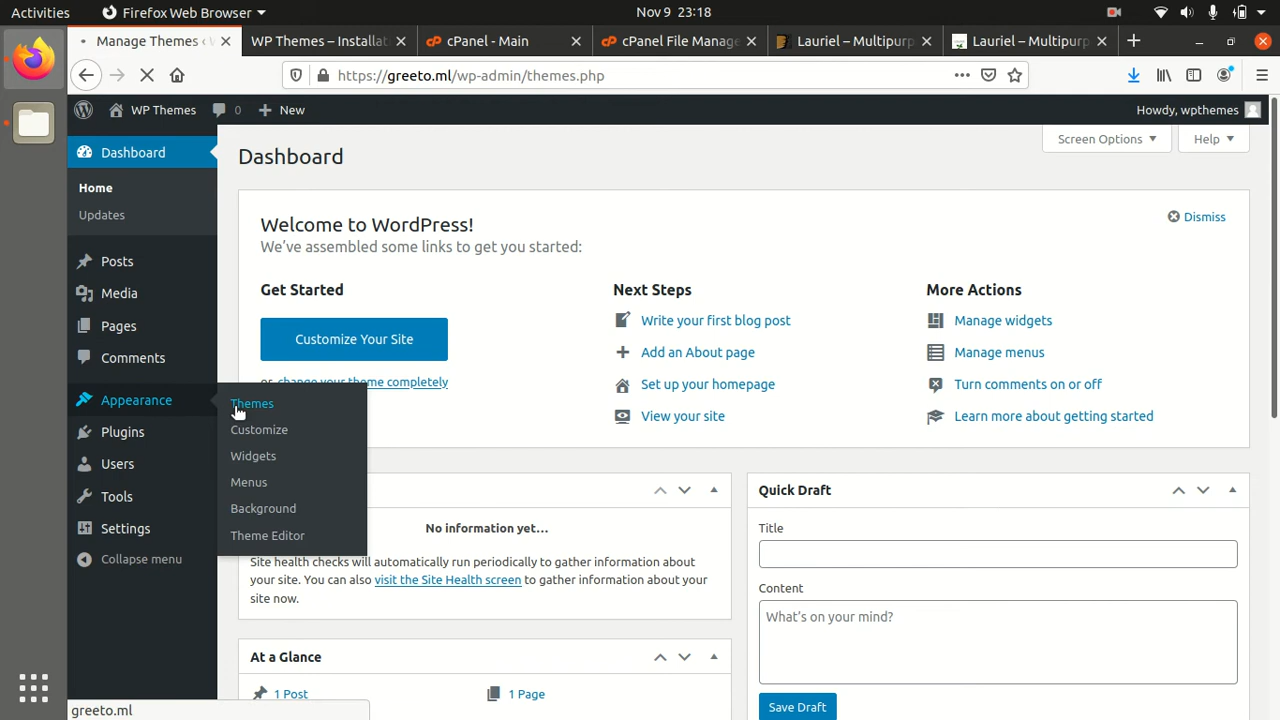 Activities
Firefox Web Browser
Nov 9 23:18
Manage Themes ‹ W
WP Themes – Installat
cPanel - Main
cPanel File Manage
Lauriel – Multipurp
Lauriel – Multipurp
https://greeto.ml/wp-admin/themes.php
WP Themes
0
New
Howdy, wpthemes
Dashboard
Home
Updates
Posts
Media
Pages
Comments
Appearance
Plugins
Users
Tools
Settings
Collapse menu
Themes
Customize
Widgets
Menus
Background
Theme Editor
Dashboard
Screen Options
Help
Welcome to WordPress!
We've assembled some links to get you started:
Dismiss
Get Started
Customize Your Site
or change your theme completely
Next Steps
Write your first blog post
Add an About page
Set up your homepage
View your site
More Actions
Manage widgets
Manage menus
Turn comments on or off
Learn more about getting started
No information yet…
Site health checks will automatically run periodically to gather information about
your site. You can also visit the Site Health screen to gather information about your
site now.
At a Glance
1 Post
1 Page
Quick Draft
Title
Content
What's on your mind?
Save Draft
greeto.ml